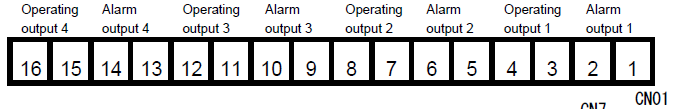 Operating Alarm Operating Alarm Operating Alarm Operating Alarm
output 4 output 4 output 3 output 3 output 2 output 2 output 1 output 1
16 15 14 13 12 11 10 9 8 7 6 5 4 3 2 1
CN01